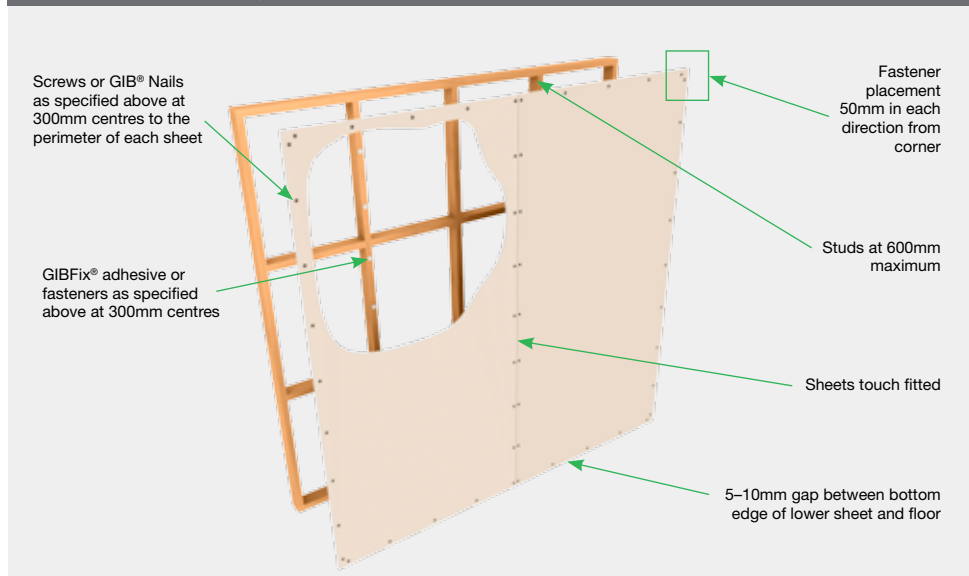 Screws or GIB® Nails
as specified above at
300mm centres to the
perimeter of each sheet
GIBFix® adhesive or
fasteners as specified
above at 300mm centres
Fastener
placement
50mm in each
direction from
corner
Studs at 600mm
maximum
Sheets touch fitted
5–10mm gap between bottom
edge of lower sheet and floor